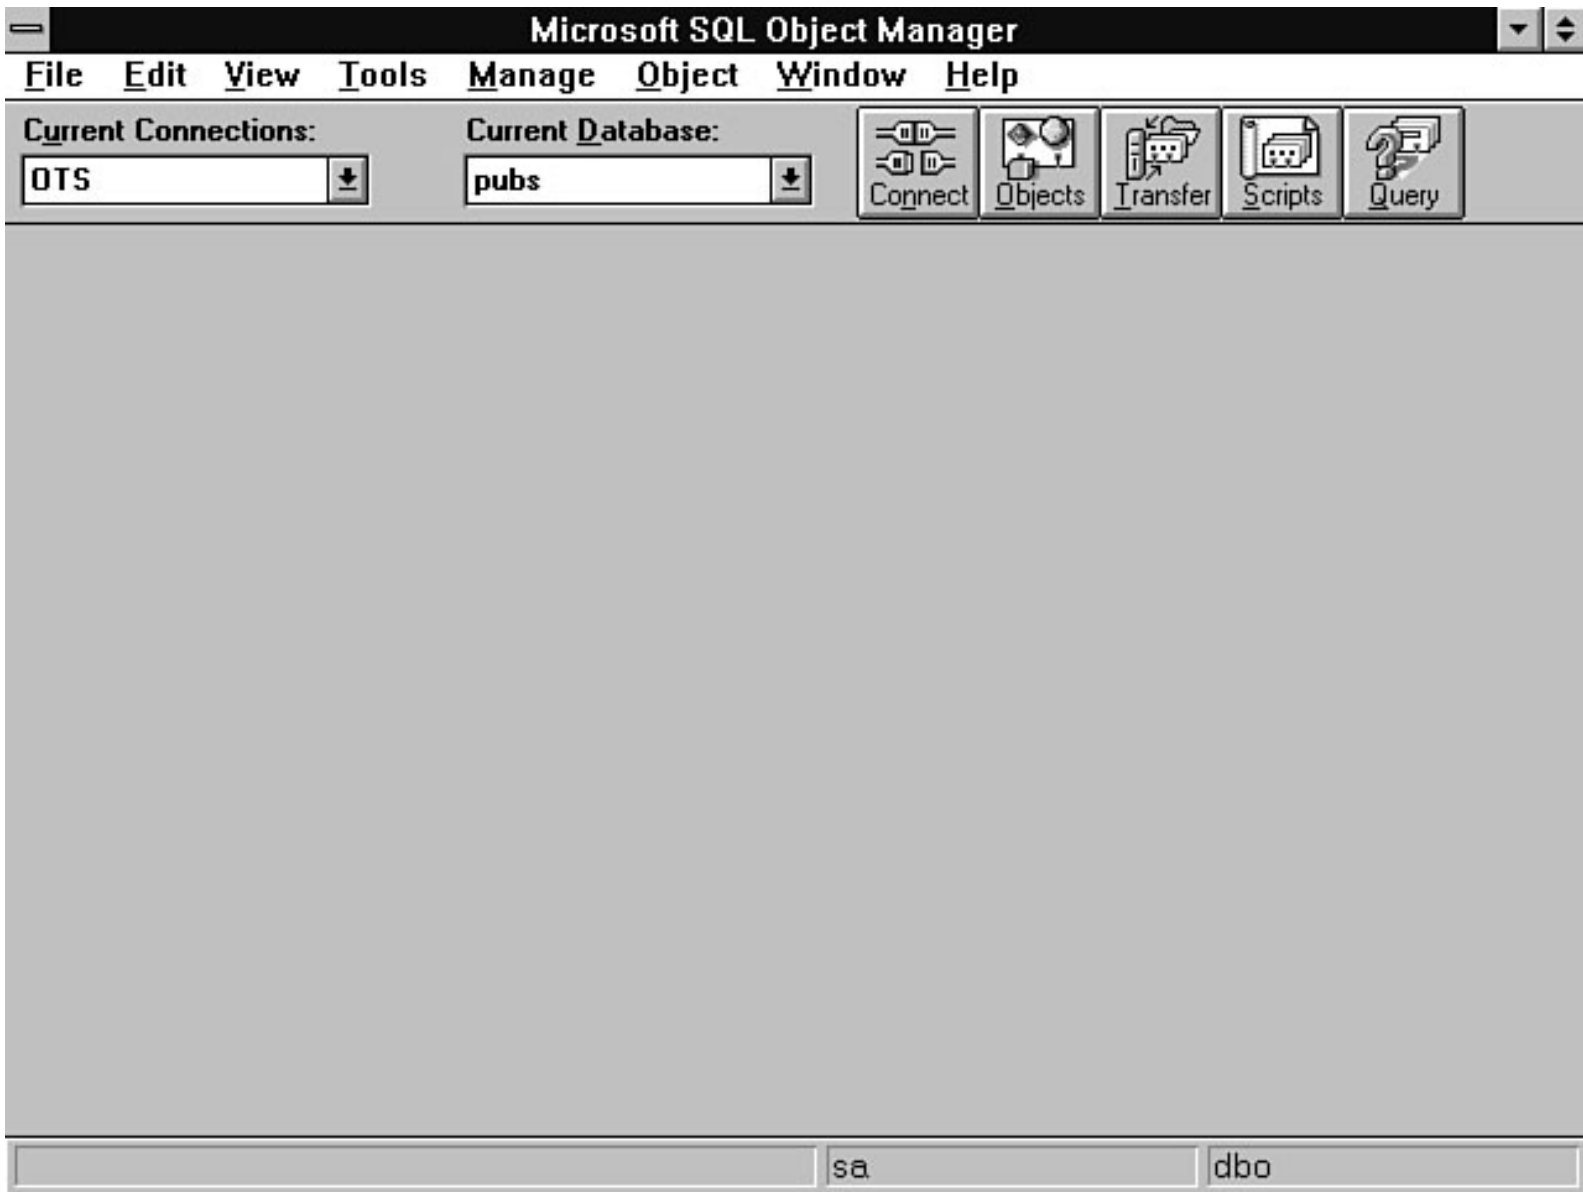 Microsoft SQL Object Manager
File Edit View Tools Manage Object Window Help
Current Connections: Current Database:
OTS pubs
Connect Objects Transfer Scripts Query
sa dbo